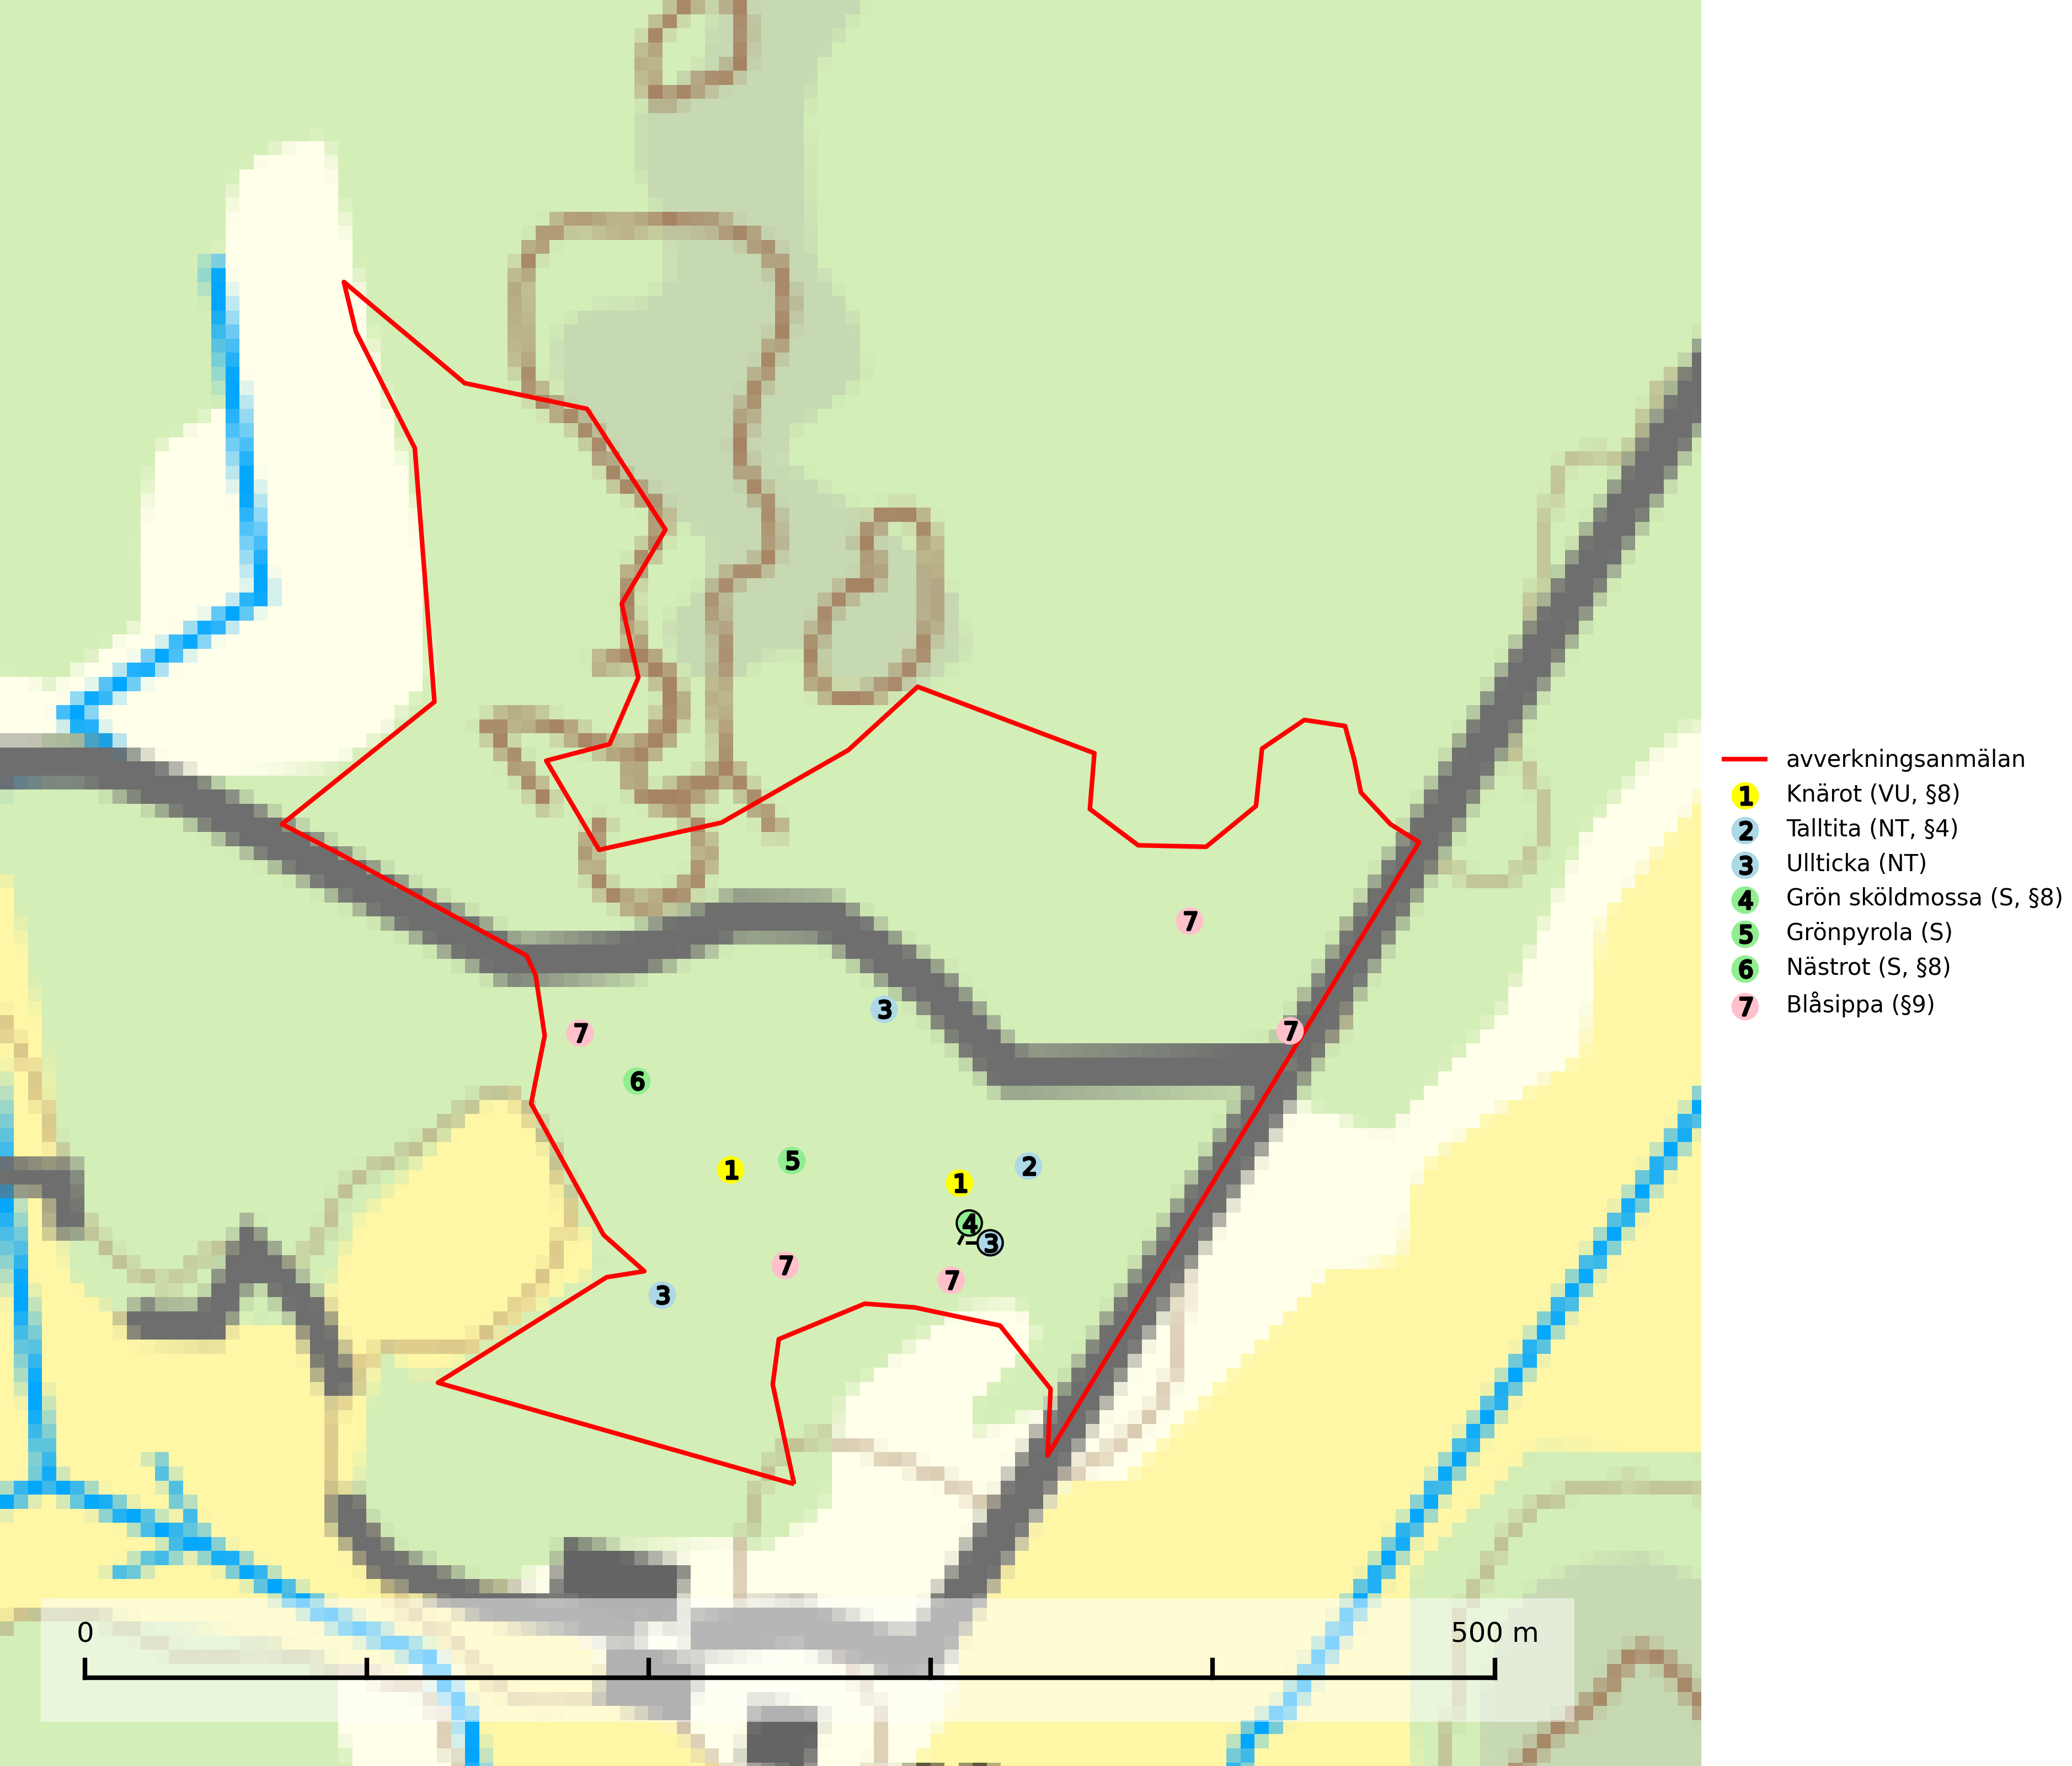 7
3
7
7
6
5
1
2
1
4
3
7
7
3
0
500 m
avverkningsanmälan
1 Knärot (VU, §8)
2 Talltita (NT, §4)
3 Ullticka (NT)
4 Grön sköldmossa (S, §8)
5 Grönpyrola (S)
6 Nästrot (S, §8)
7 Blåsippa (§9)